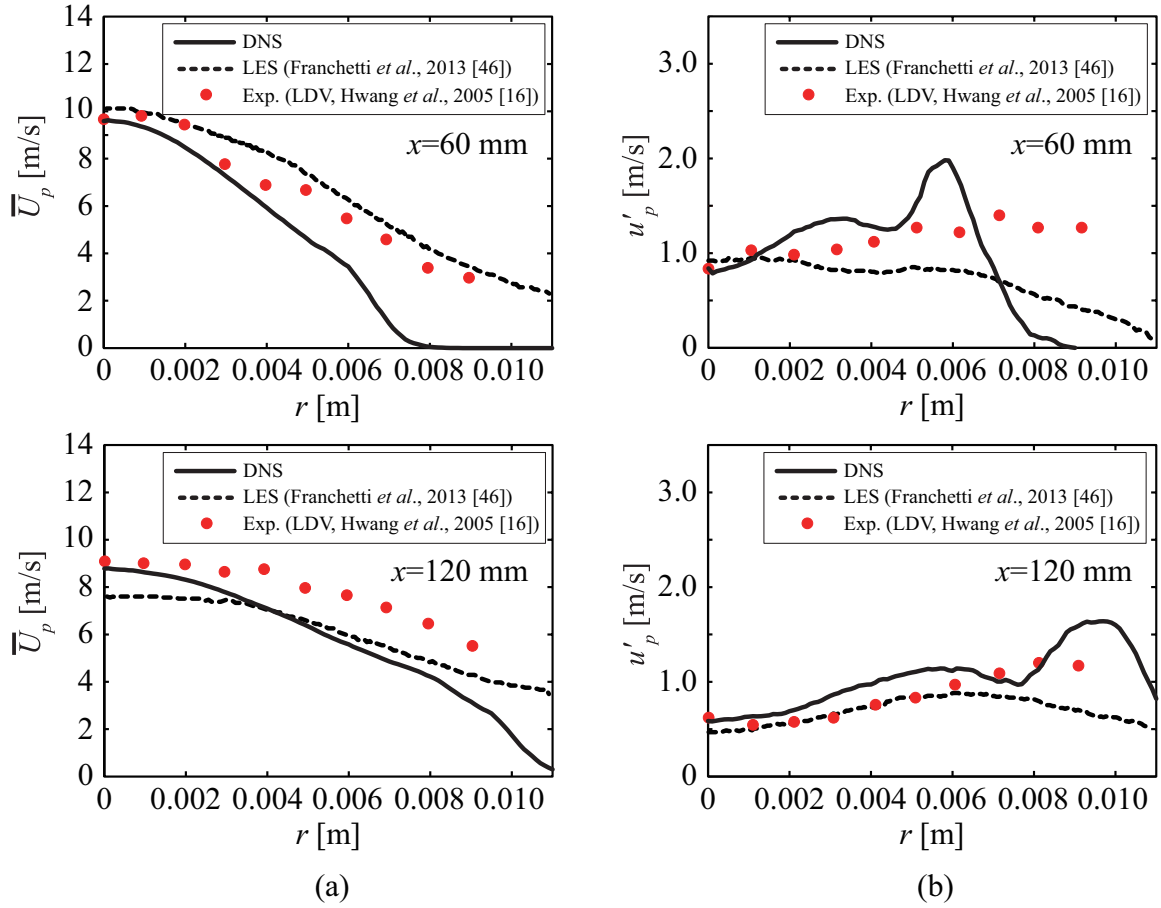 14
12
10
8
6
4
2
0
U̅p [m/s]
DNS
LES (Franchetti et al., 2013 [46])
Exp. (LDV, Hwang et al., 2005 [16])
x=60 mm
0 0.002 0.004 0.006 0.008 0.010
r [m]
3.0
2.0
1.0
0
u'p [m/s]
DNS
LES (Franchetti et al., 2013 [46])
Exp. (LDV, Hwang et al., 2005 [16])
x=60 mm
0 0.002 0.004 0.006 0.008 0.010
r [m]
14
12
10
8
6
4
2
0
U̅p [m/s]
DNS
LES (Franchetti et al., 2013 [46])
Exp. (LDV, Hwang et al., 2005 [16])
x=120 mm
0 0.002 0.004 0.006 0.008 0.010
r [m]
(a)
3.0
2.0
1.0
0
u'p [m/s]
DNS
LES (Franchetti et al., 2013 [46])
Exp. (LDV, Hwang et al., 2005 [16])
x=120 mm
0 0.002 0.004 0.006 0.008 0.010
r [m]
(b)